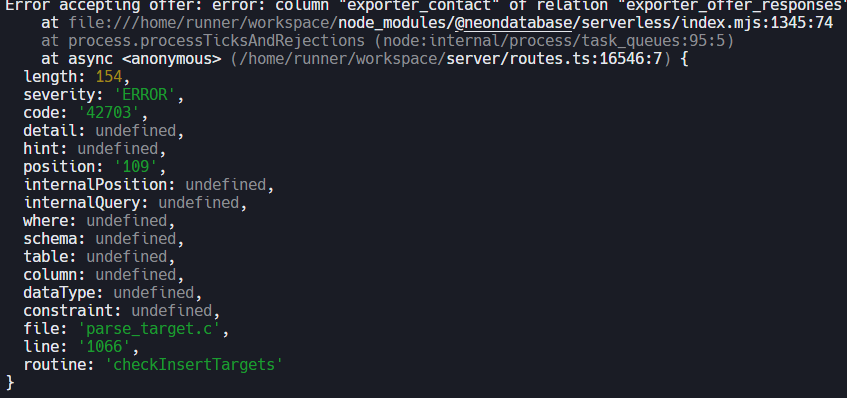 Error accepting offer: error: column "exporter_contact" of relation "exporter_offer_responses"
at file:///home/runner/workspace/node_modules/@neondatabase/serverless/index.mjs:1345:74
at process.processTicksAndRejections (node:internal/process/task_queues:95:5)
at async <anonymous> (/home/runner/workspace/server/routes.ts:16546:7) {
length: 154,
severity: 'ERROR',
code: '42703',
detail: undefined,
hint: undefined,
position: '109',
internalPosition: undefined,
internalQuery: undefined,
where: undefined,
schema: undefined,
table: undefined,
column: undefined,
dataType: undefined,
constraint: undefined,
file: 'parse_target.c',
line: '1066',
routine: 'checkInsertTargets'
}